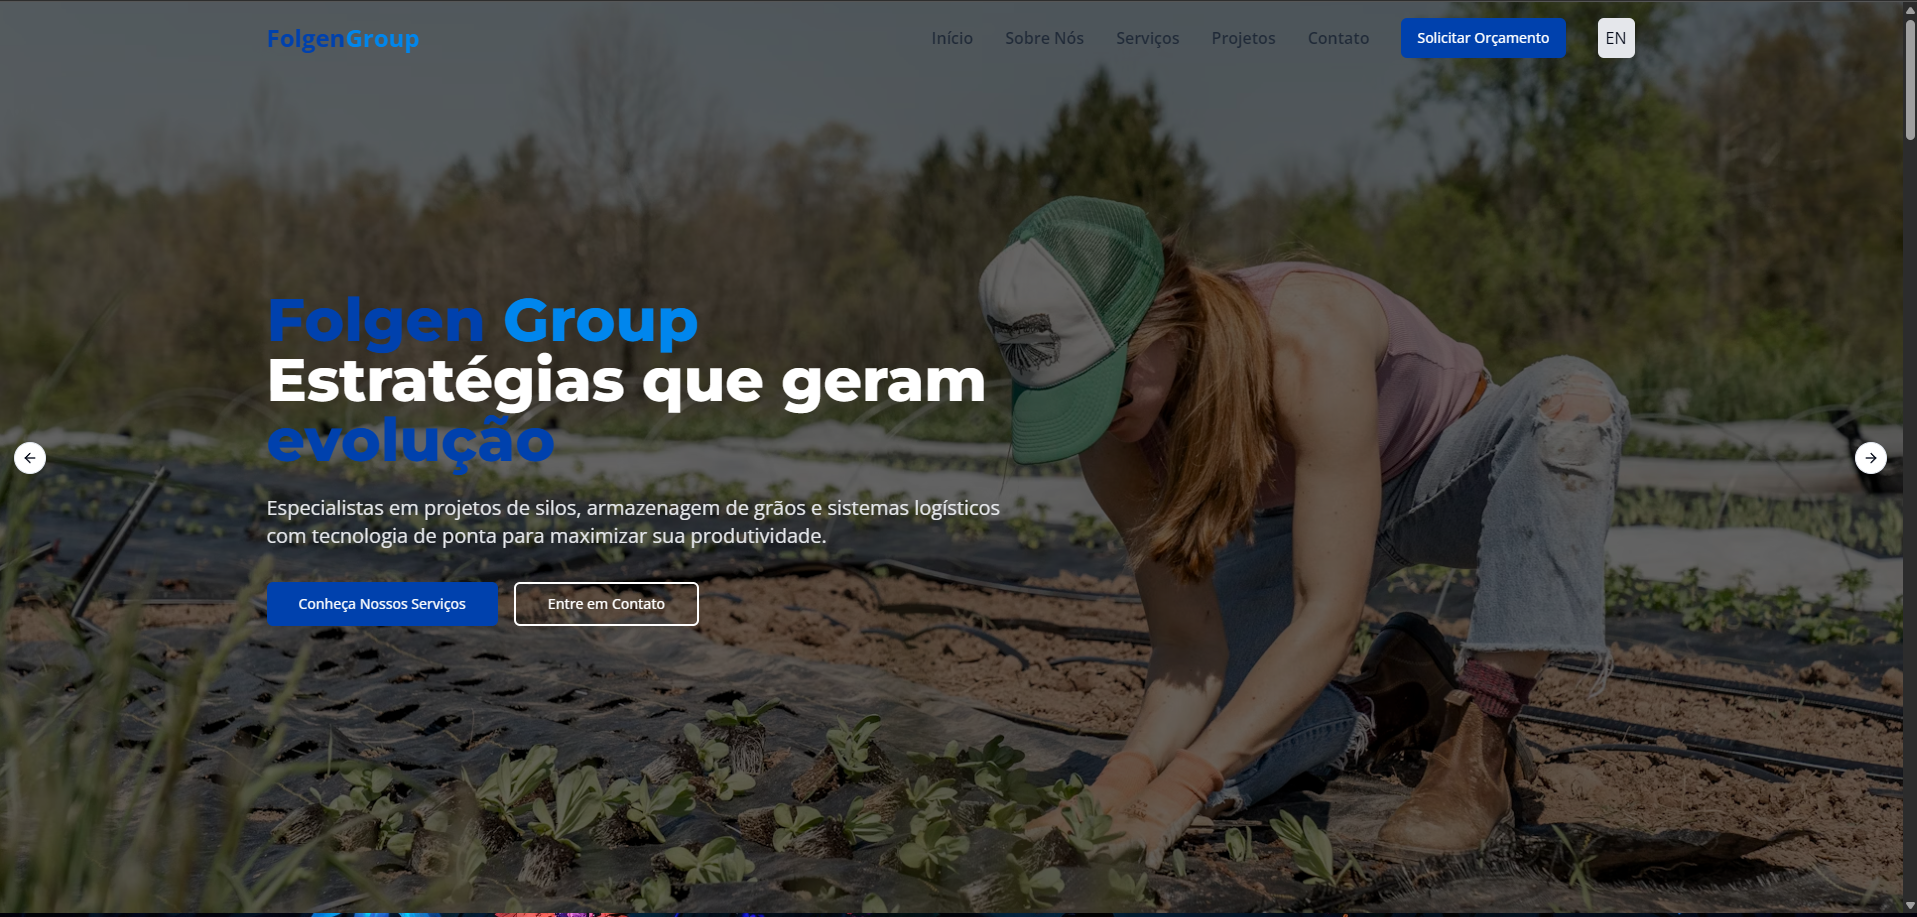 FolgenGroup
Início Sobre Nós Serviços Projetos Contato Solicitar Orçamento EN
Folgen Group
Estratégias que geram
evolução
Especialistas em projetos de silos, armazenagem de grãos e sistemas logísticos
com tecnologia de ponta para maximizar sua produtividade.
Conheça Nossos Serviços Entre em Contato